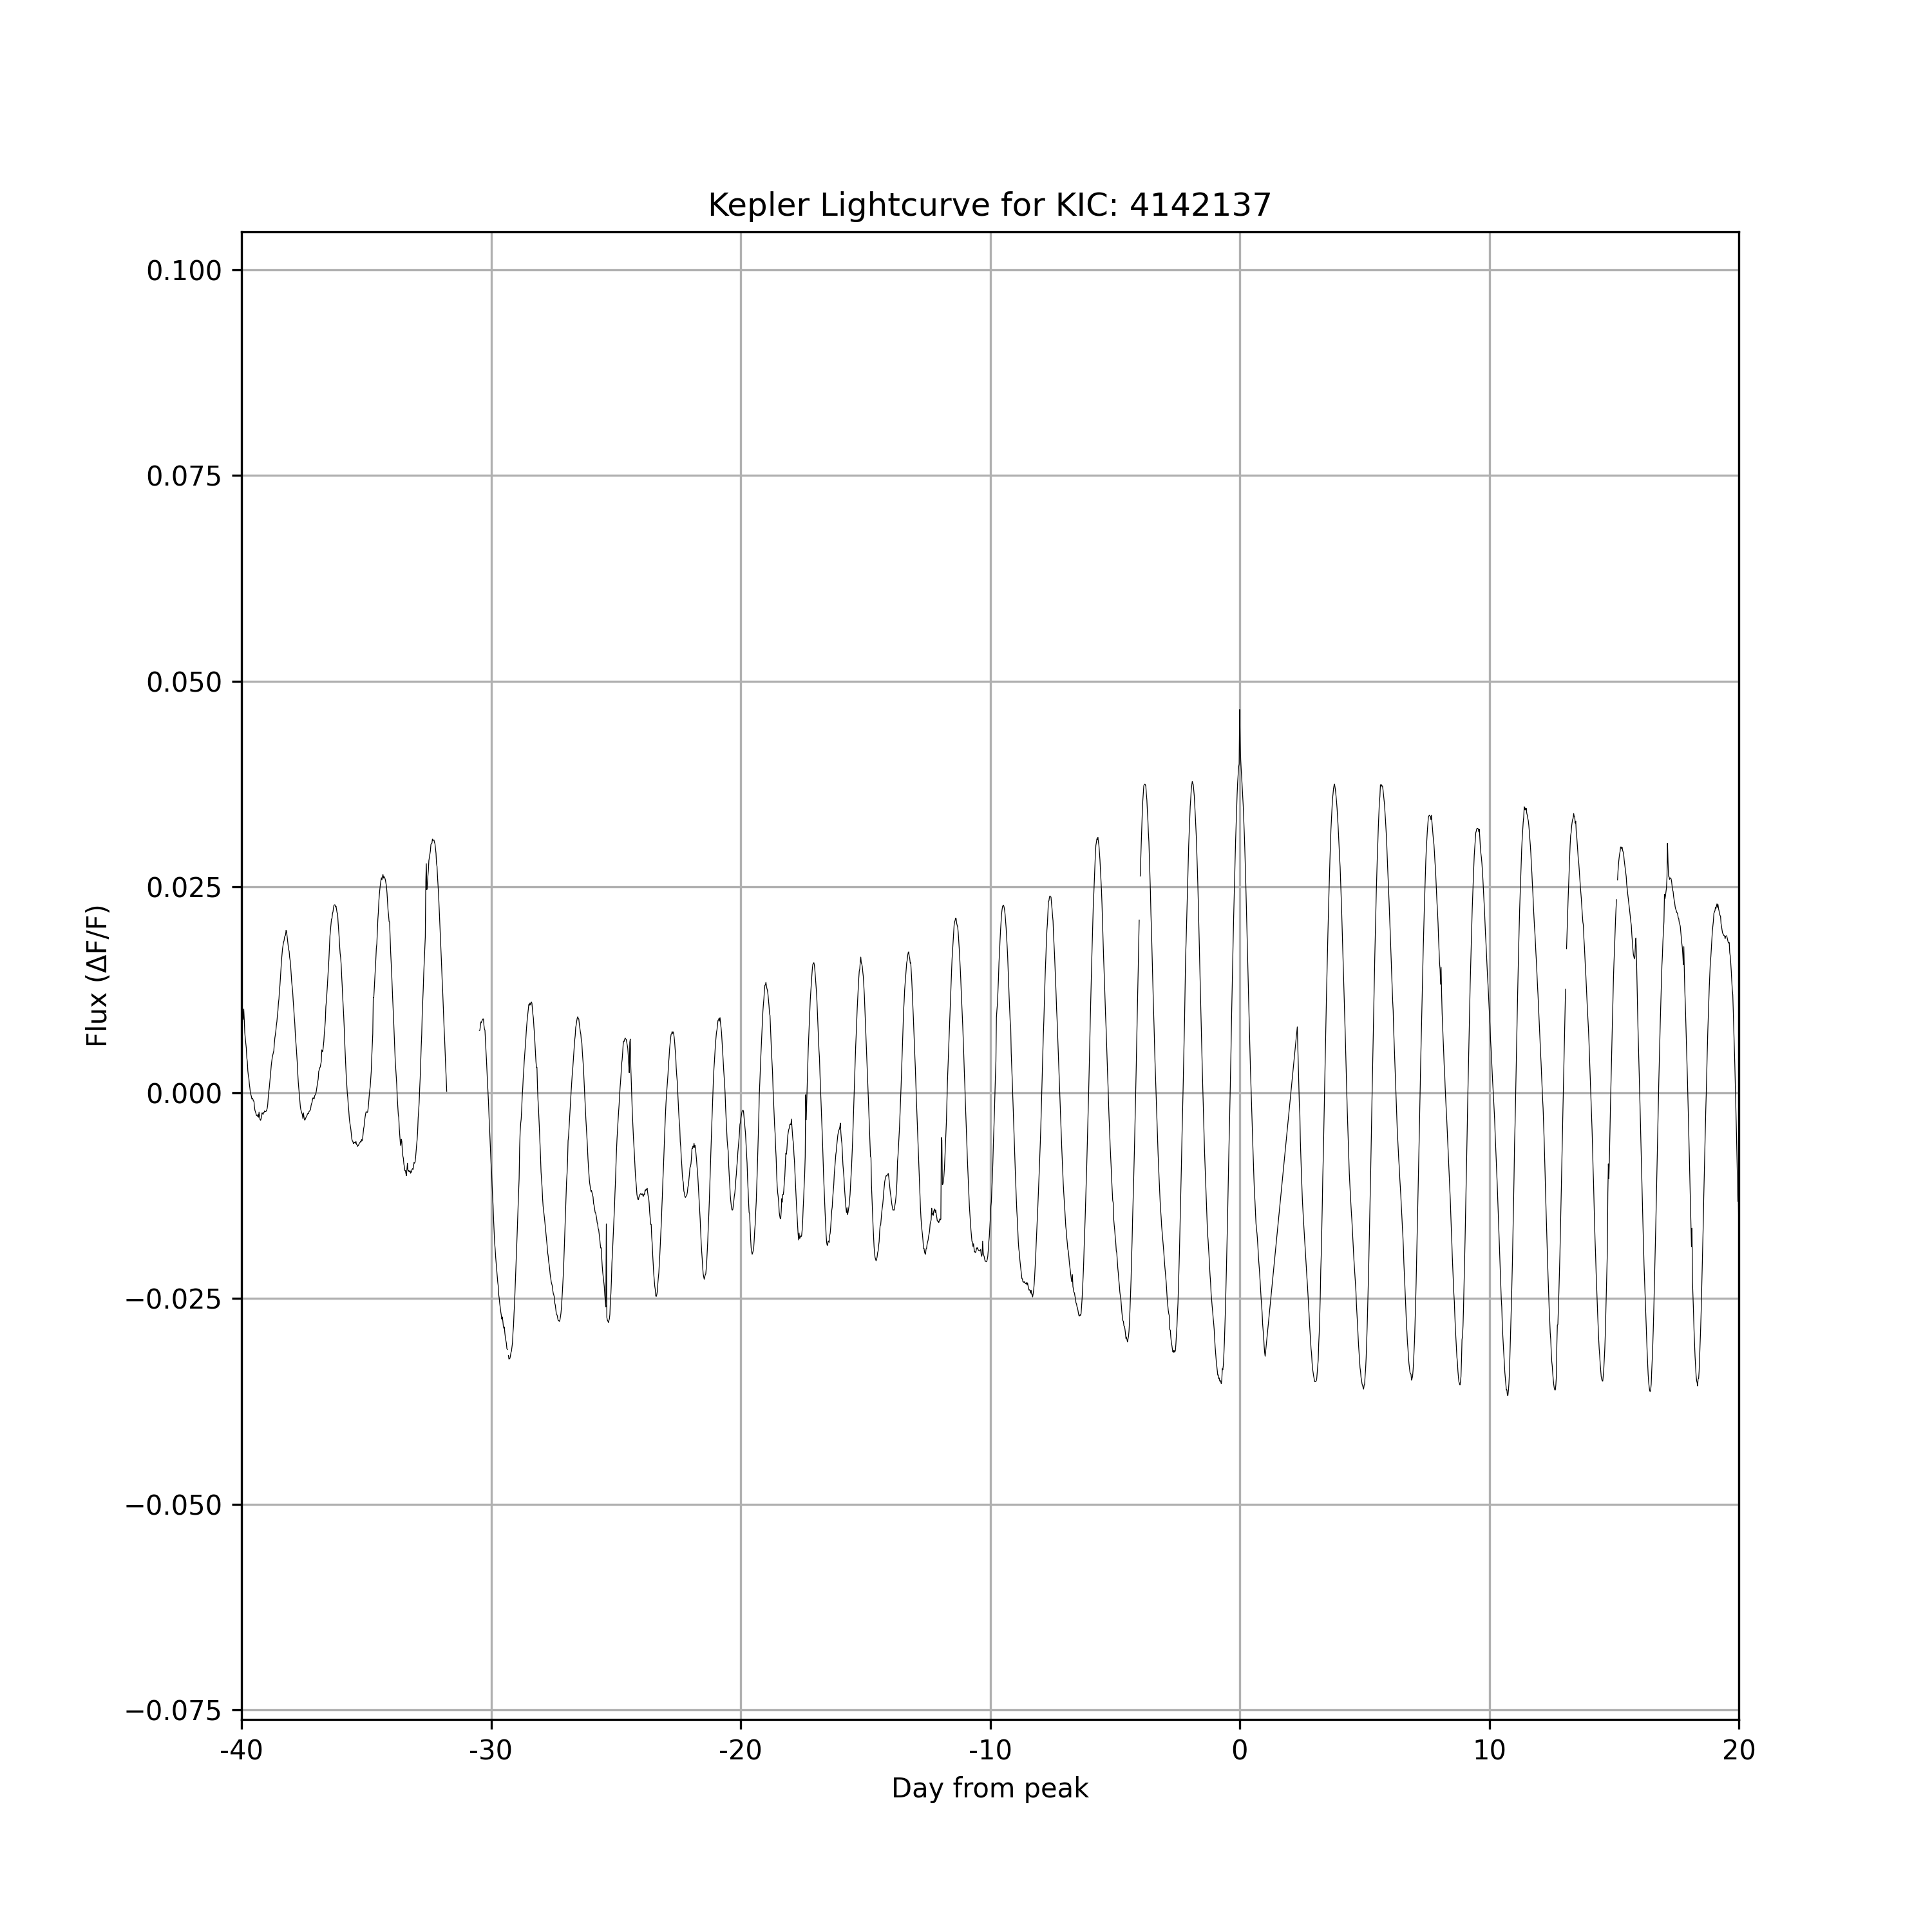 Kepler Lightcurve for KIC: 4142137
0.100
0.075
0.050
0.025
0.000
−0.025
−0.050
−0.075
Flux (ΔF/F)
-40 -30 -20 -10 0 10 20
Day from peak